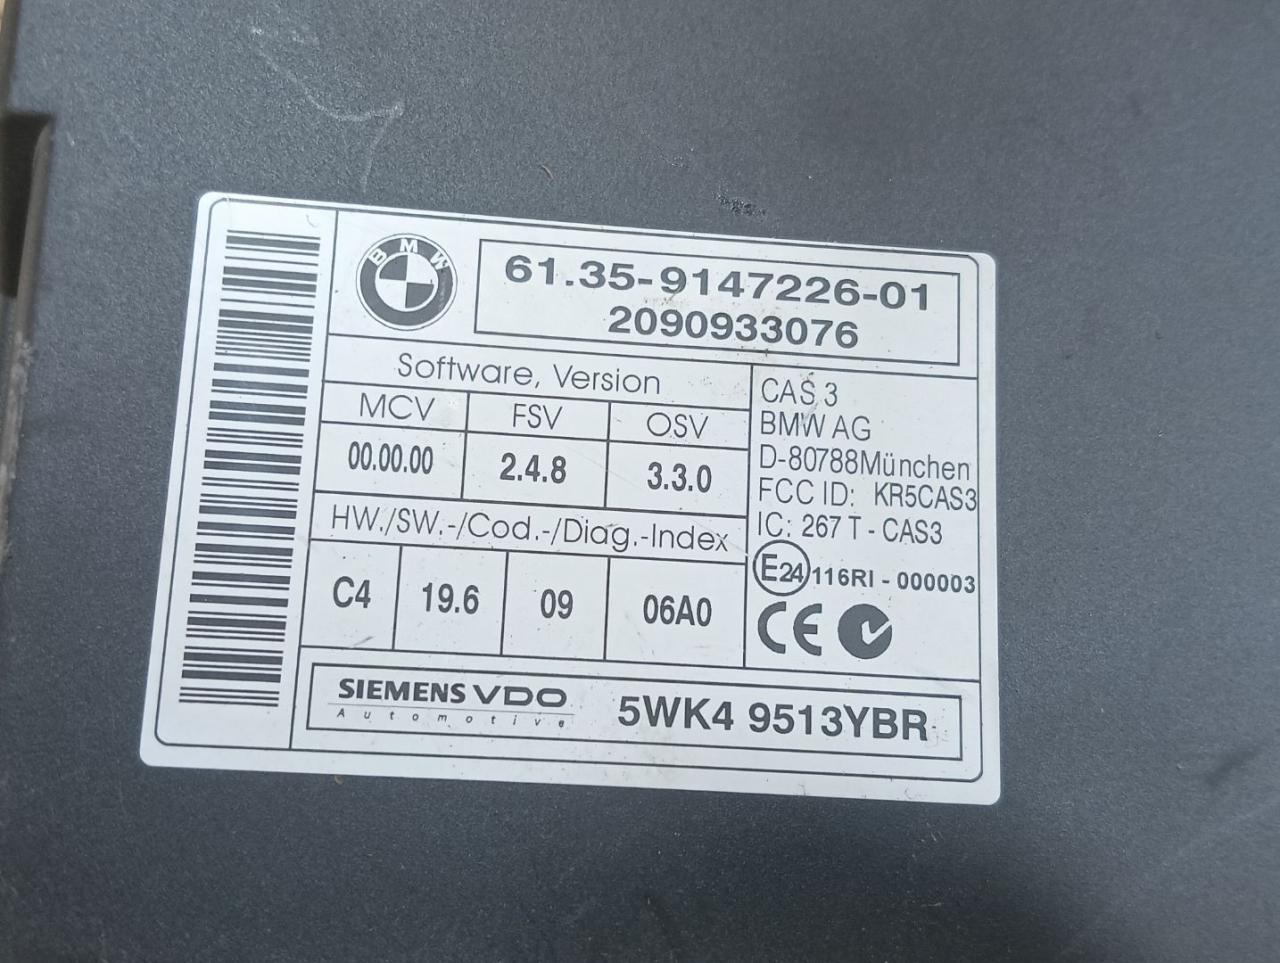 BMW
61.35-9147226-01
2090933076
Software, Version
MCV FSV OSV
00.00.00 2.4.8 3.3.0
HW./SW.-/Cod.-/Diag.-Index
C4 19.6 09 06A0
CAS 3
BMW AG
D-80788München
FCC ID: KR5CAS3
IC: 267 T - CAS3
E24 116RI - 000003
CE
SIEMENS VDO
Automotive
5WK4 9513YBR